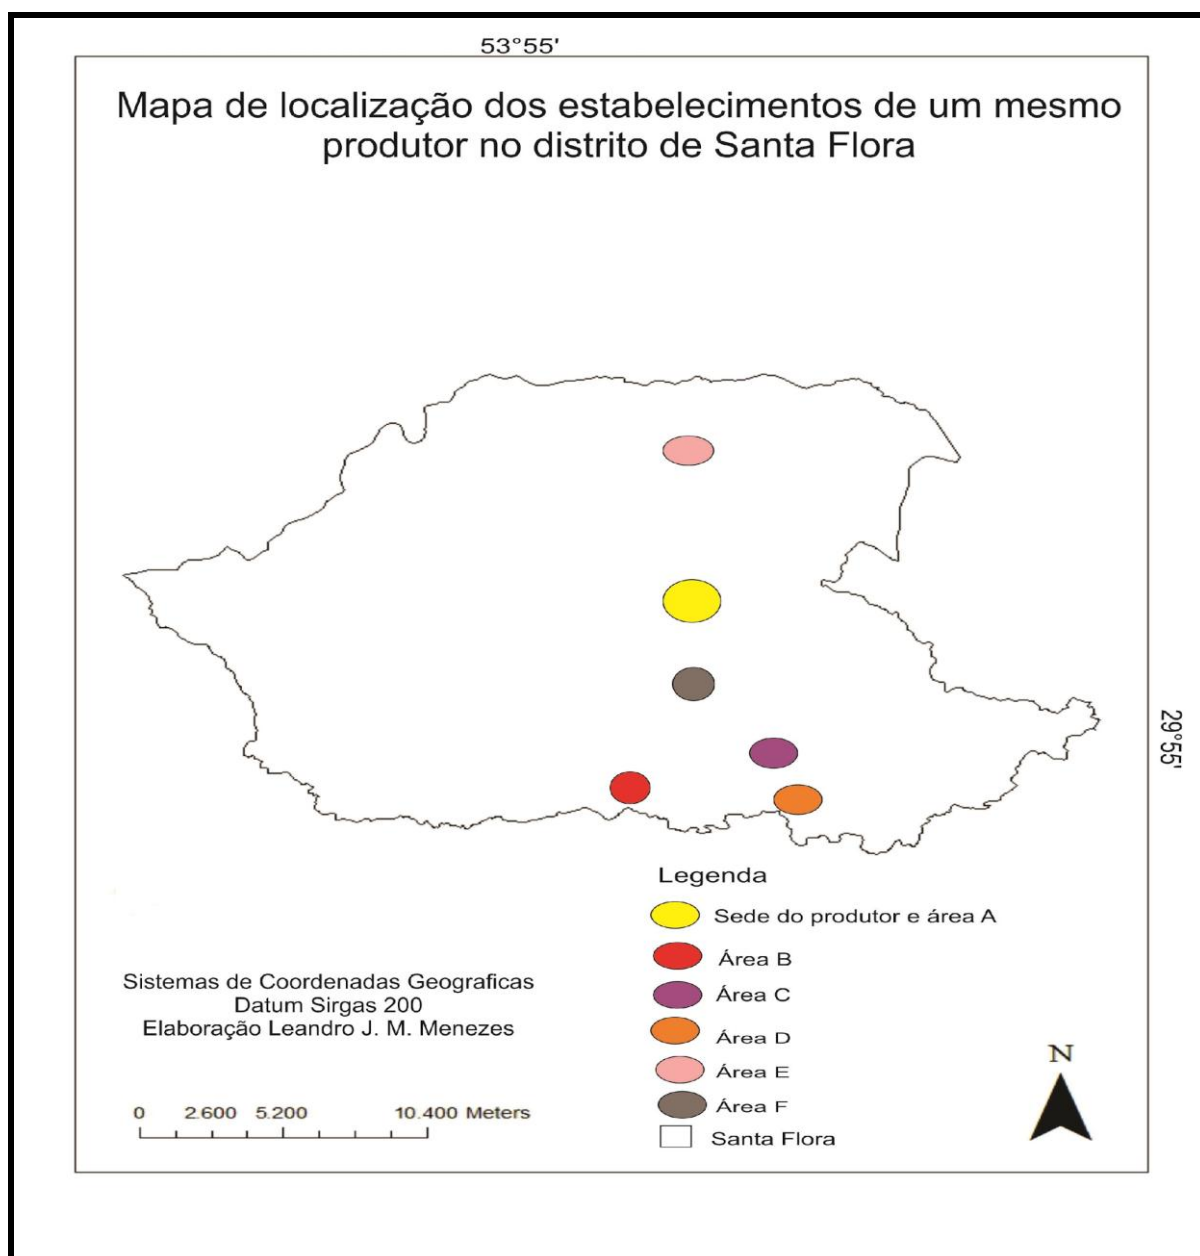 53°55'
Mapa de localização dos estabelecimentos de um mesmo
produtor no distrito de Santa Flora
29°55'
Legenda
Sede do produtor e área A
Área B
Área C
Área D
Área E
Área F
Santa Flora
Sistemas de Coordenadas Geograficas
Datum Sirgas 200
Elaboração Leandro J. M. Menezes
0 2.600 5.200 10.400 Meters
N